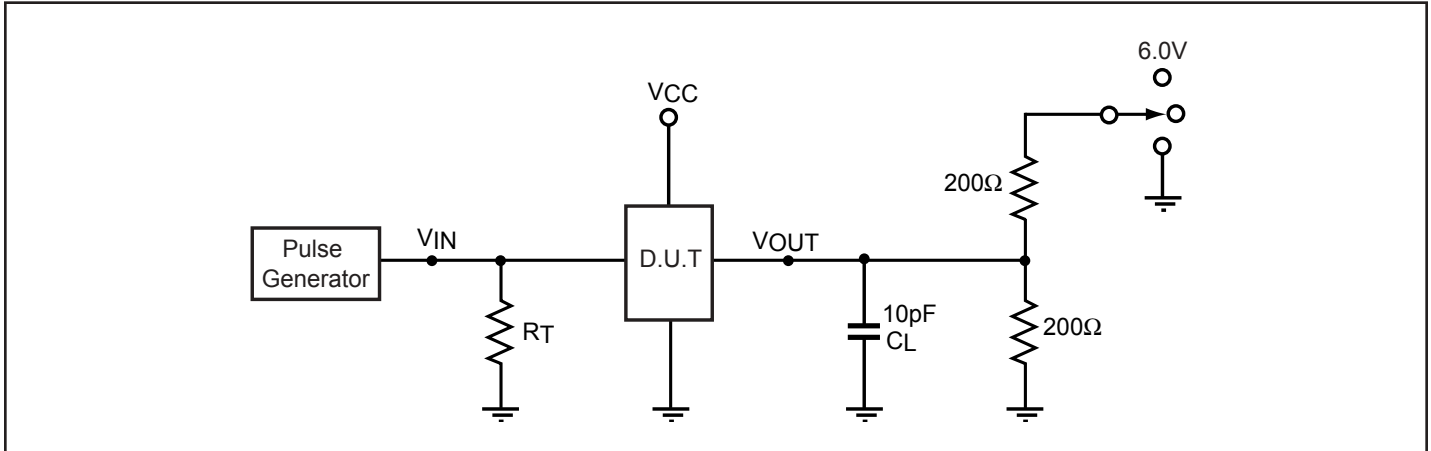 6.0V
VCC
200Ω
Pulse
Generator
VIN
D.U.T
VOUT
RT
10pF
CL
200Ω